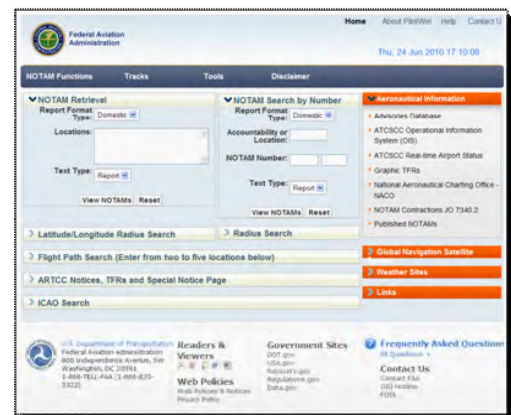 Federal Aviation
Administration
Home About PilotWeb Help Contact U
Thu, 24 Jun 2010 17:10:08
NOTAM Functions Tracks Tools Disclaimer
NOTAM Retrieval
Report Format
Type: Domestic
Locations:
Text Type: Report
View NOTAMs Reset
NOTAM Search by Number
Report Format
Type: Domestic
Accountability or
Location:
NOTAM Number:
Text Type: Report
View NOTAMs Reset
Latitude/Longitude Radius Search
Radius Search
Flight Path Search (Enter from two to five locations below)
ARTCC Notices, TFRs and Special Notice Page
ICAO Search
Aeronautical Information
Advisories Database
ATCSCC Operational Information
System (OIS)
ATCSCC Real-time Airport Status
Graphic TFRs
National Aeronautical Charting Office -
NACO
NOTAM Contractions JO 7340.2
Published NOTAMs
Global Navigation Satellite
Weather Sites
Links
U.S. Department of Transportation
Federal Aviation Administration
800 Independence Avenue, SW
Washington, DC 20591
1-866-TELL-FAA (1-866-835-
5322)
Readers &
Viewers
Web Policies
Web Policies & Notices
Privacy Policy
Government Sites
DOT.gov
USA.gov
Recovery.gov
Regulations.gov
Data.gov
Frequently Asked Question
All Questions
Contact Us
Contact FAA
OIG Hotline
FOIA